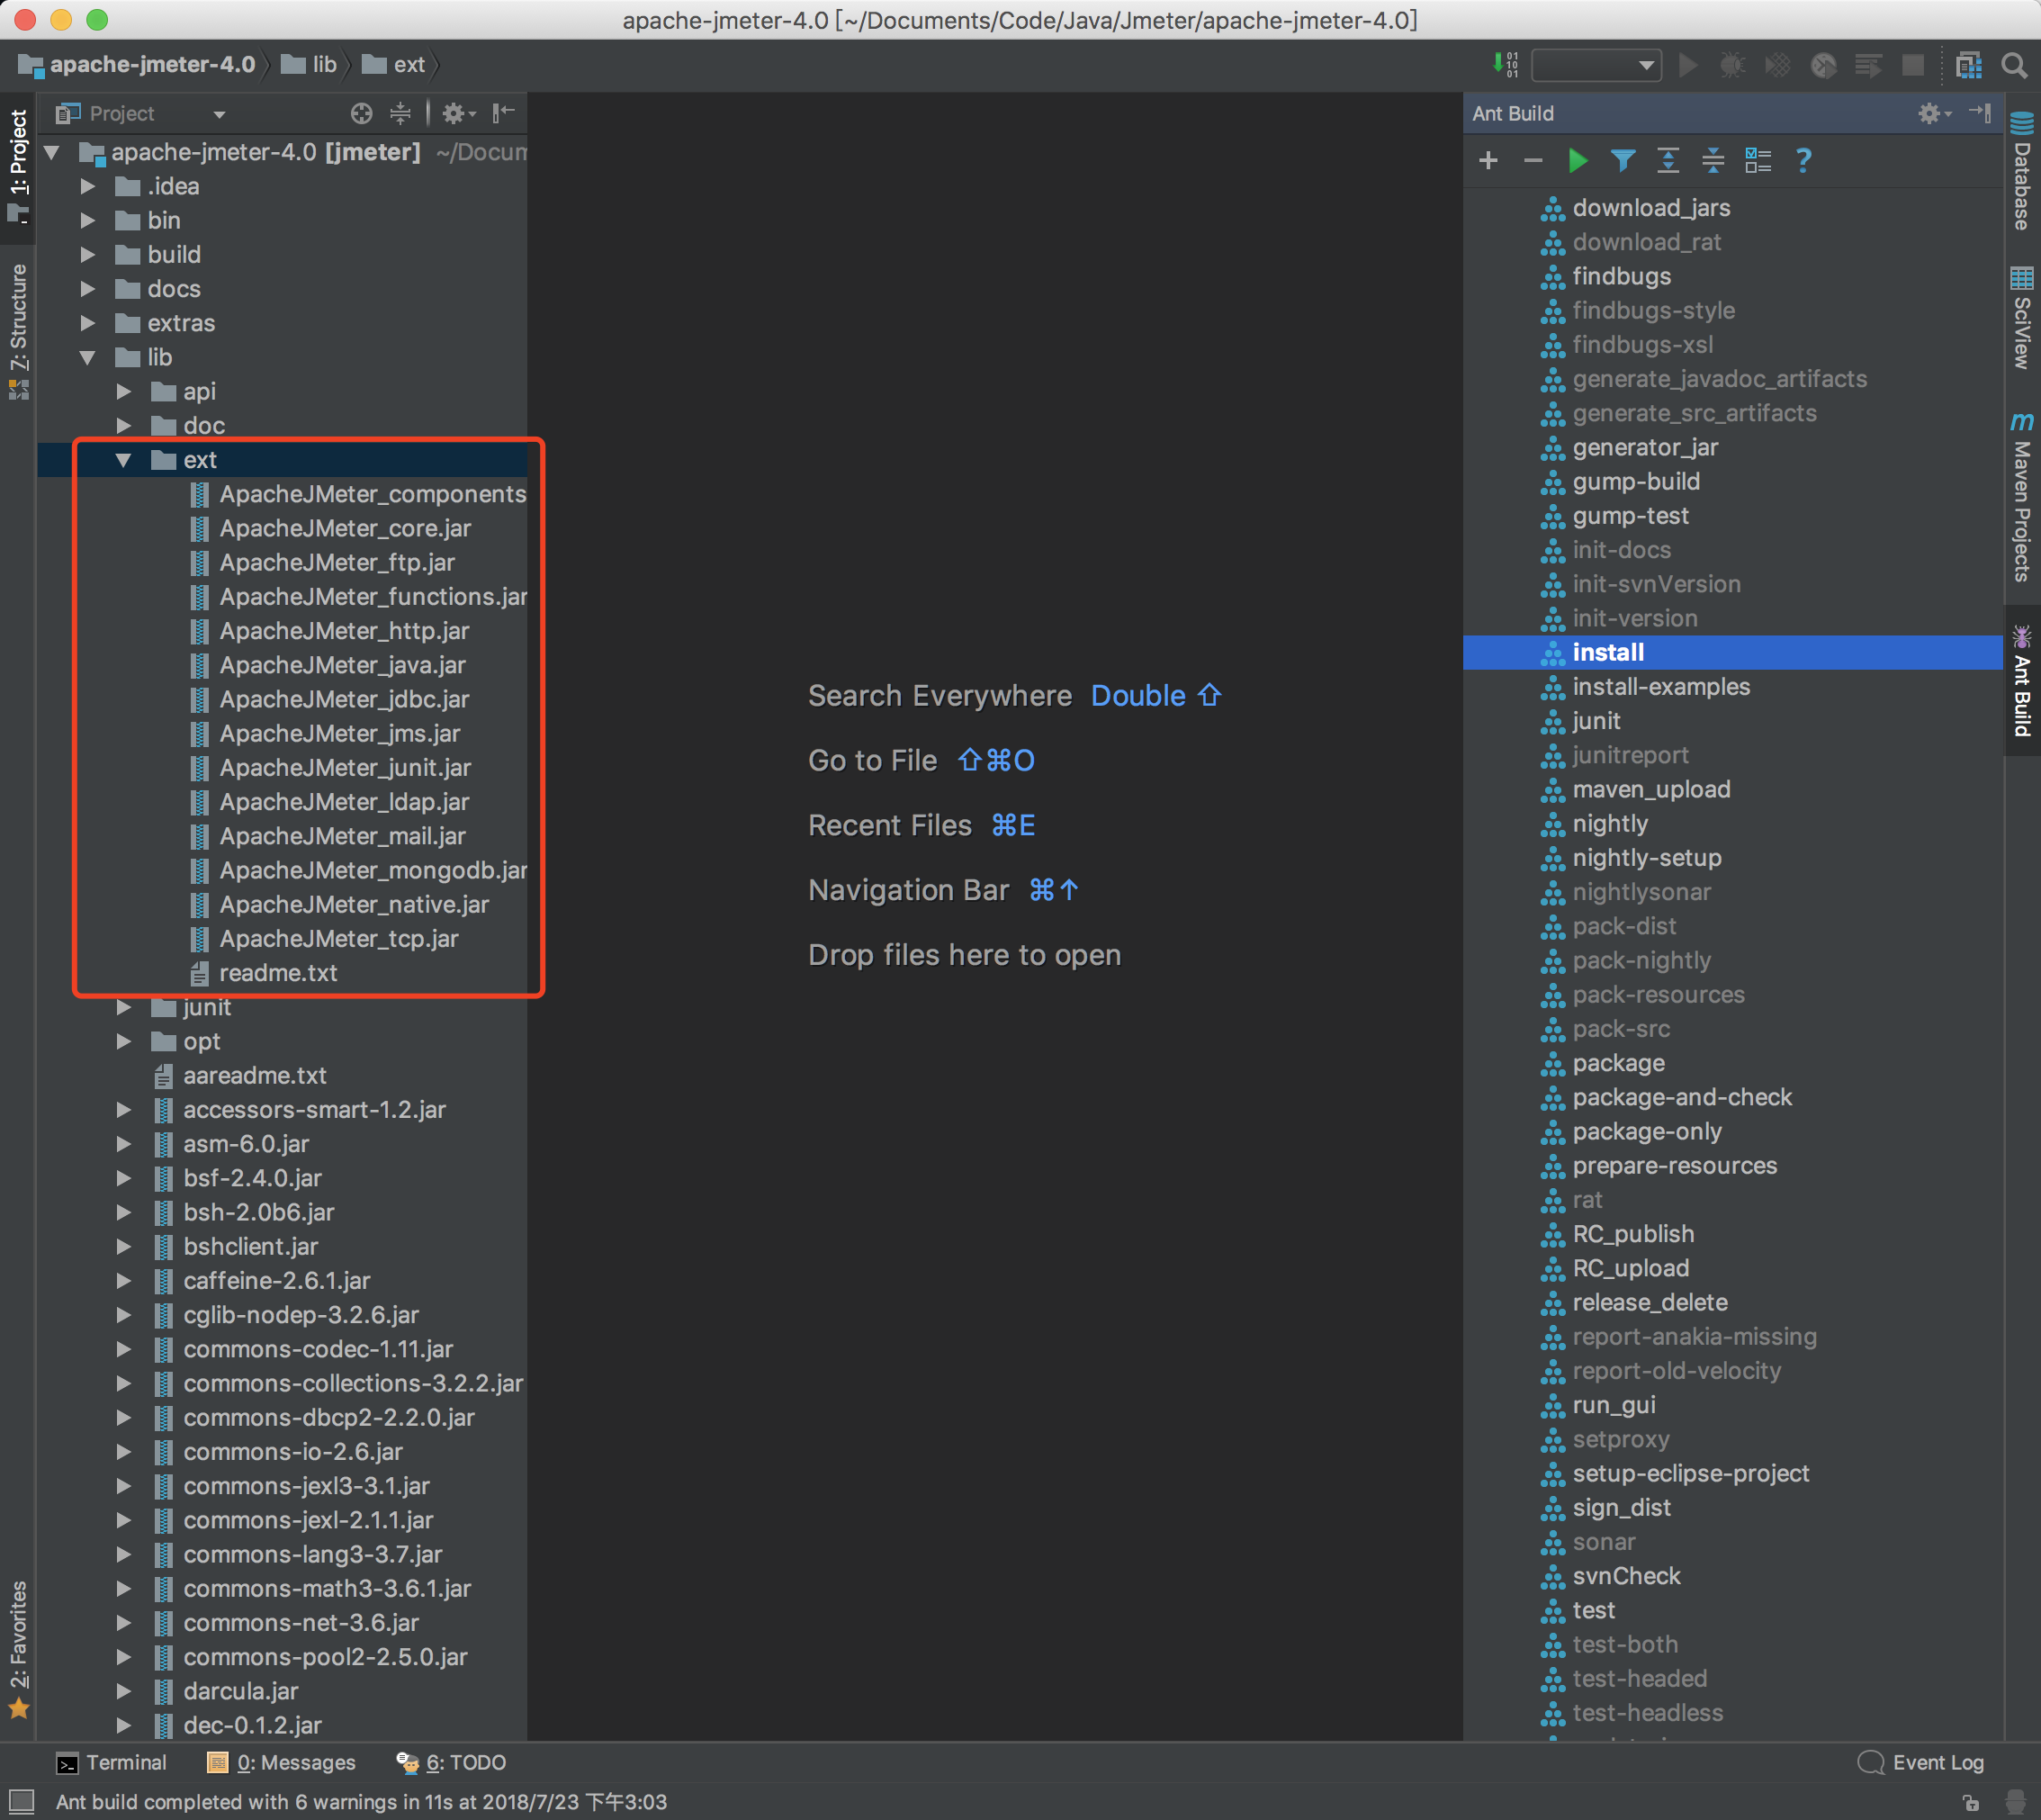 apache-jmeter-4.0 [~/Documents/Code/Java/Jmeter/apache-jmeter-4.0]
apache-jmeter-4.0
lib
ext
01
10
01
1: Project
7: Structure
2: Favorites
Project
apache-jmeter-4.0 [jmeter] ~/Docum
.idea
bin
build
docs
extras
lib
api
doc
ext
ApacheJMeter_components
ApacheJMeter_core.jar
ApacheJMeter_ftp.jar
ApacheJMeter_functions.jar
ApacheJMeter_http.jar
ApacheJMeter_java.jar
ApacheJMeter_jdbc.jar
ApacheJMeter_jms.jar
ApacheJMeter_junit.jar
ApacheJMeter_ldap.jar
ApacheJMeter_mail.jar
ApacheJMeter_mongodb.jar
ApacheJMeter_native.jar
ApacheJMeter_tcp.jar
readme.txt
junit
opt
aareadme.txt
accessors-smart-1.2.jar
asm-6.0.jar
bsf-2.4.0.jar
bsh-2.0b6.jar
bshclient.jar
caffeine-2.6.1.jar
cglib-nodep-3.2.6.jar
commons-codec-1.11.jar
commons-collections-3.2.2.jar
commons-dbcp2-2.2.0.jar
commons-io-2.6.jar
commons-jexl3-3.1.jar
commons-jexl-2.1.1.jar
commons-lang3-3.7.jar
commons-math3-3.6.1.jar
commons-net-3.6.jar
commons-pool2-2.5.0.jar
darcula.jar
dec-0.1.2.jar
Search Everywhere Double ⇧
Go to File ⇧⌘O
Recent Files ⌘E
Navigation Bar ⌘↑
Drop files here to open
Ant Build
download_jars
download_rat
findbugs
findbugs-style
findbugs-xsl
generate_javadoc_artifacts
generate_src_artifacts
generator_jar
gump-build
gump-test
init-docs
init-svnVersion
init-version
install
install-examples
junit
junitreport
maven_upload
nightly
nightly-setup
nightlysonar
pack-dist
pack-nightly
pack-resources
pack-src
package
package-and-check
package-only
prepare-resources
rat
RC_publish
RC_upload
release_delete
report-anakia-missing
report-old-velocity
run_gui
setproxy
setup-eclipse-project
sign_dist
sonar
svnCheck
test
test-both
test-headed
test-headless
Database
SciView
m Maven Projects
Ant Build
Terminal
0: Messages
6: TODO
Event Log
Ant build completed with 6 warnings in 11s at 2018/7/23 下午3:03